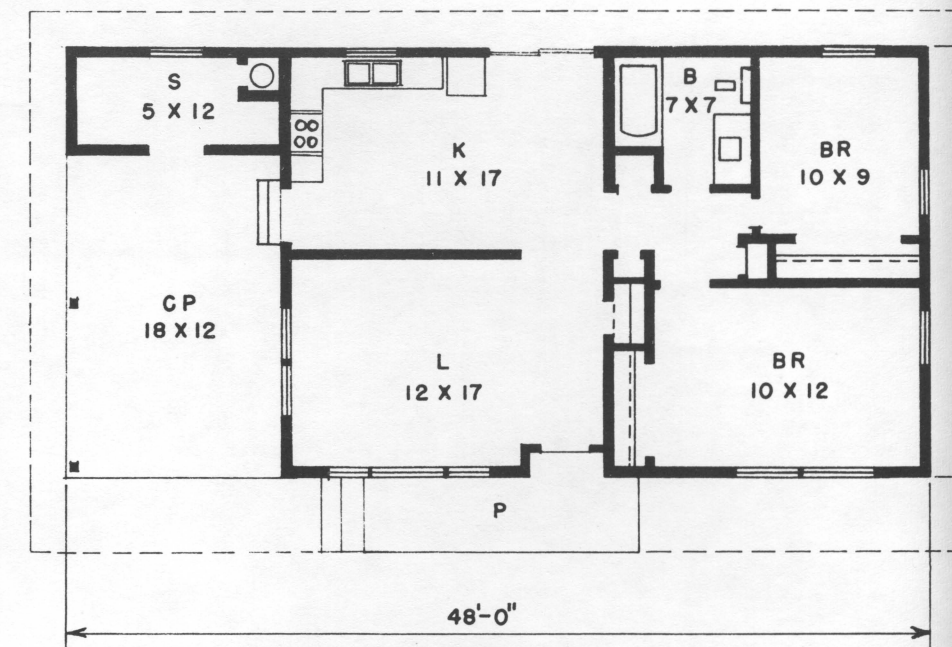 S
5 X 12
B
7 X 7
K
11 X 17
BR
10 X 9
CP
18 X 12
L
12 X 17
BR
10 X 12
P
48'-0"